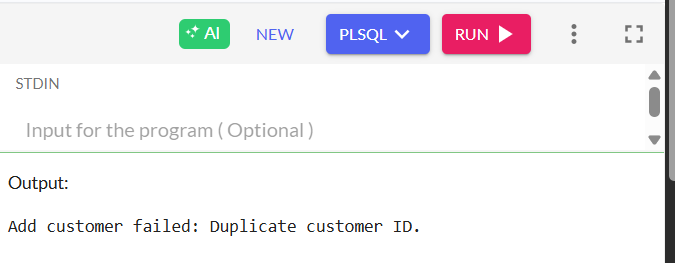 AI NEW PLSQL RUN
STDIN
Input for the program ( Optional )
Output:
Add customer failed: Duplicate customer ID.